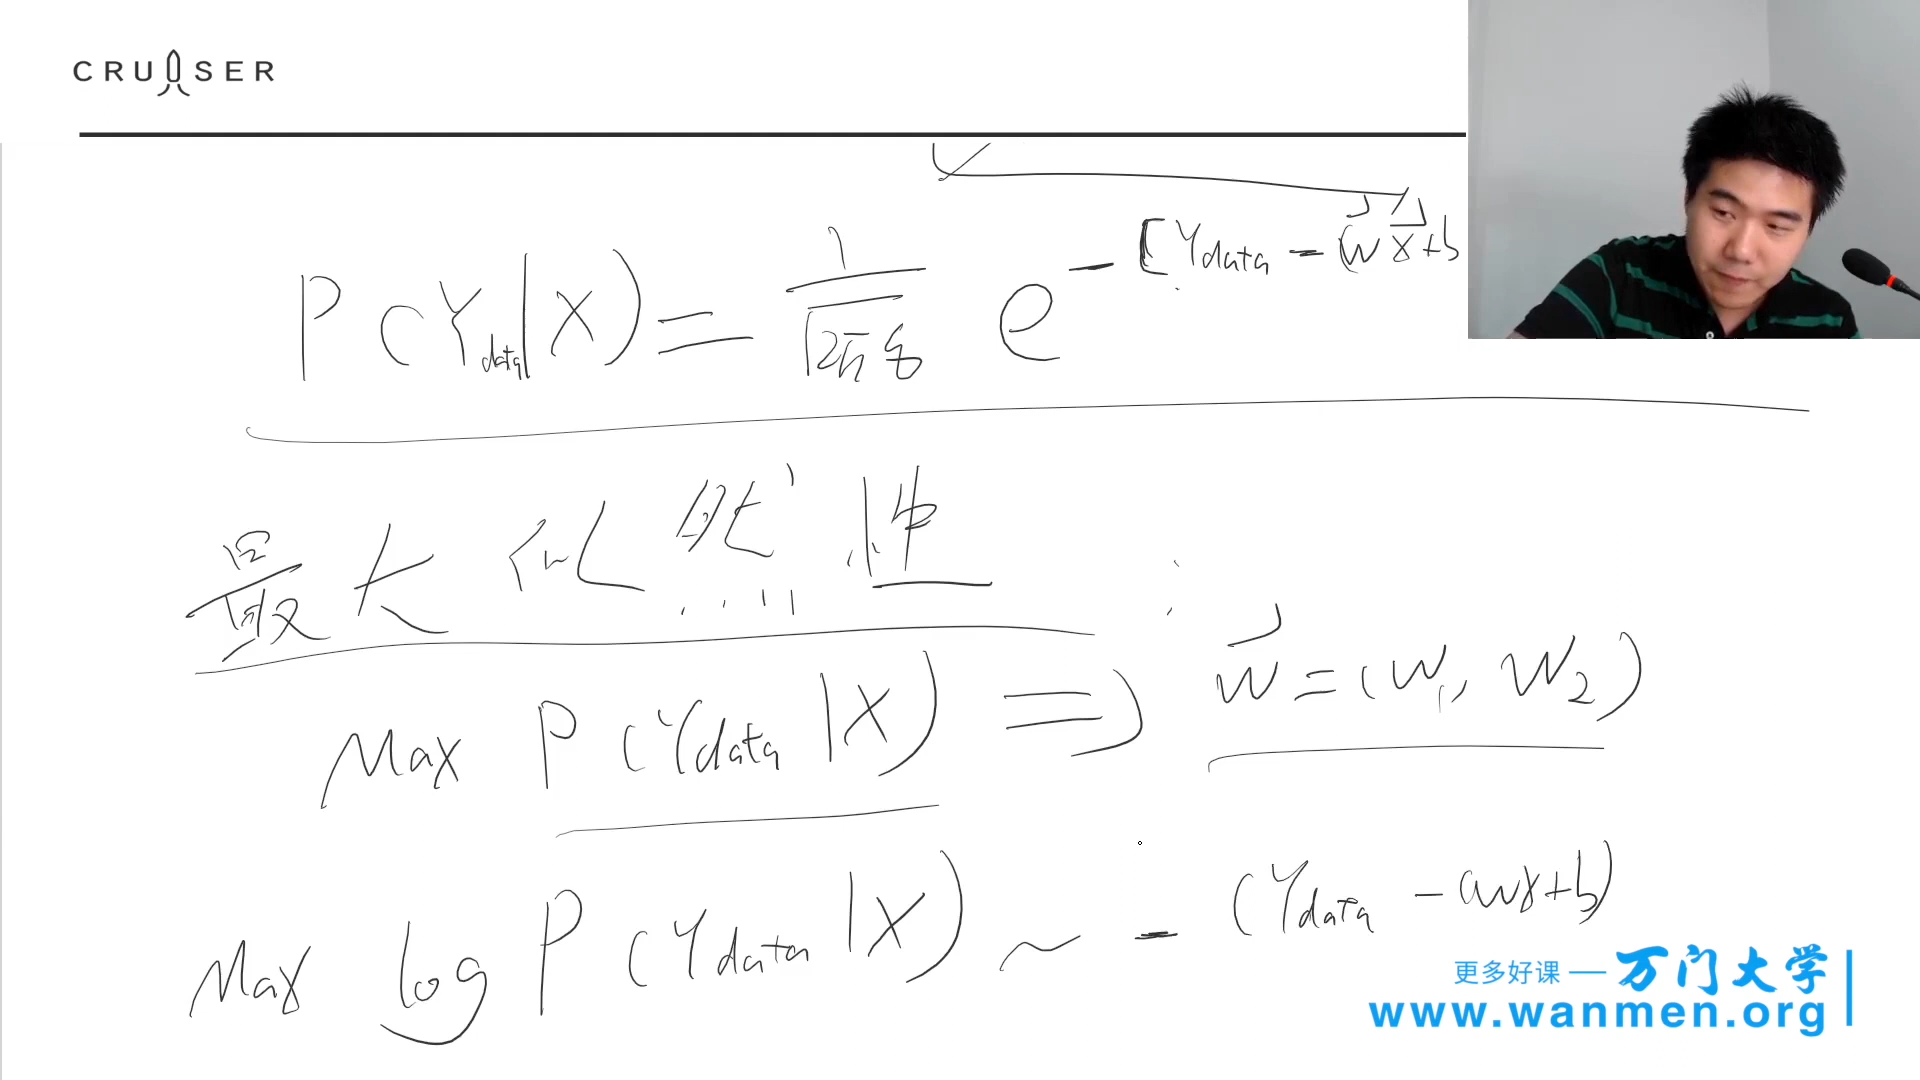 CRUISER
P(Ydata|X) = 1/√2πσ e^-[Ydata - (wx+b
最大似然性
Max P(Ydata|X) ⇒ w⃗=(w1, w2)
Max log P(Ydata|X) ~ - (Ydata - (wx+b)
更多好课——万门大学
www.wanmen.org